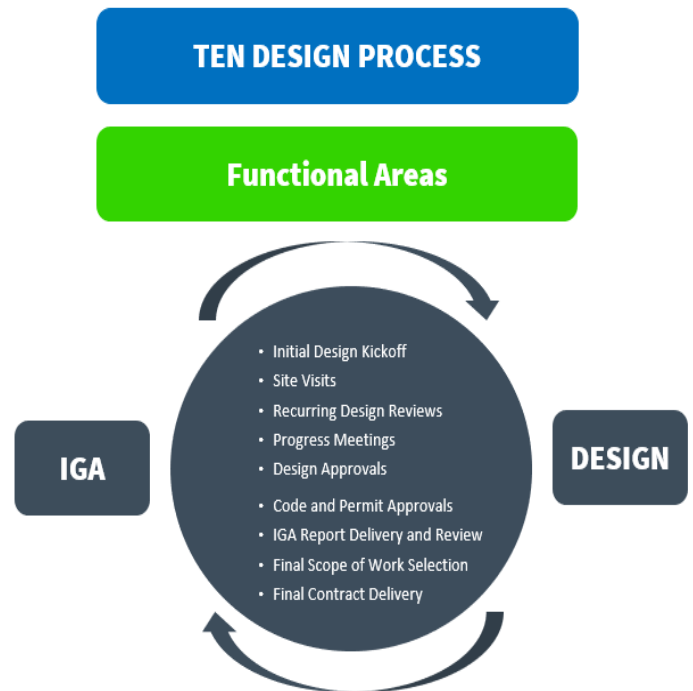 TEN DESIGN PROCESS
Functional Areas
• Initial Design Kickoff
• Site Visits
• Recurring Design Reviews
• Progress Meetings
• Design Approvals
• Code and Permit Approvals
• IGA Report Delivery and Review
• Final Scope of Work Selection
• Final Contract Delivery
IGA
DESIGN